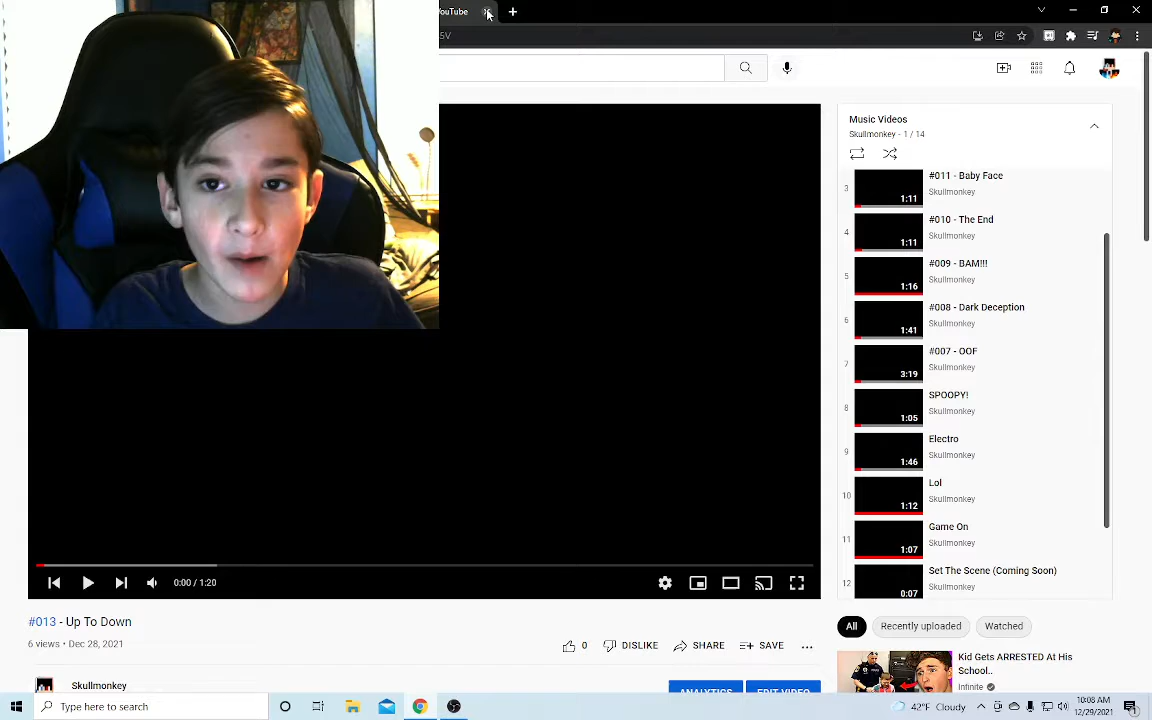 ouTube
5V
Music Videos
Skullmonkey - 1 / 14
3
1:11
#011 - Baby Face
Skullmonkey
4
1:11
#010 - The End
Skullmonkey
5
1:16
#009 - BAM!!!
Skullmonkey
6
1:41
#008 - Dark Deception
Skullmonkey
7
3:19
#007 - OOF
Skullmonkey
8
1:05
SPOOPY!
Skullmonkey
9
1:46
Electro
Skullmonkey
10
1:12
Lol
Skullmonkey
11
1:07
Game On
Skullmonkey
12
0:07
Set The Scene (Coming Soon)
Skullmonkey
0:00 / 1:20
#013 - Up To Down
6 views • Dec 28, 2021
0
DISLIKE
SHARE
SAVE
All
Recently uploaded
Watched
Kid Gets ARRESTED At His
School..
Infinite
Skullmonkey
ANALYTICS
EDIT VIDEO
Type here to search
42°F Cloudy
10:08 AM
12/29/2021
1